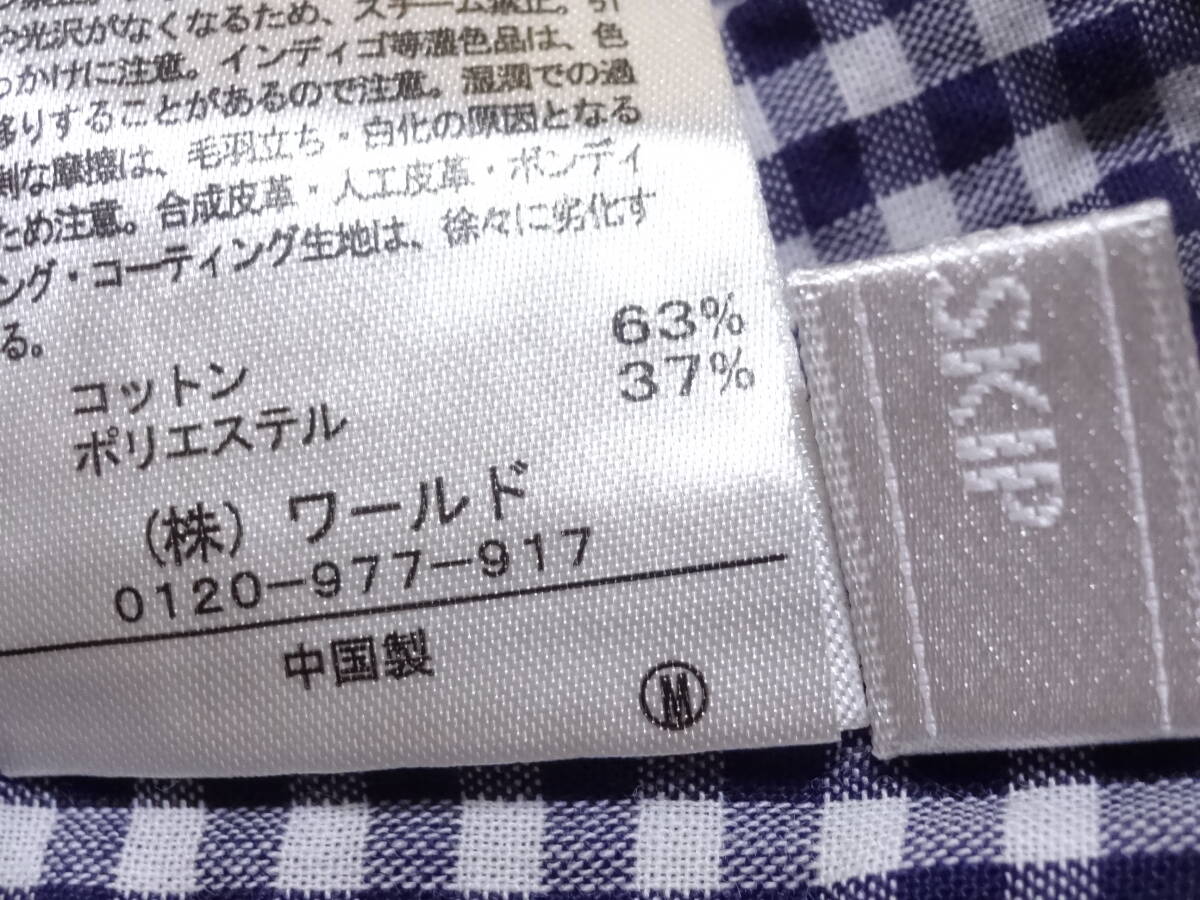 や光沢がなくなるため、スチーム禁止。引
っかけに注意。インディゴ等濃色品は、色
移りすることがあるので注意。湿潤での過
剰な摩擦は、毛羽立ち・白化の原因となる
ため注意。合成皮革・人工皮革・ボンディ
ング・コーティング生地は、徐々に劣化す
る。
コットン 63%
ポリエステル 37%
(株) ワールド
0120-977-917
中国製
M
SKIP